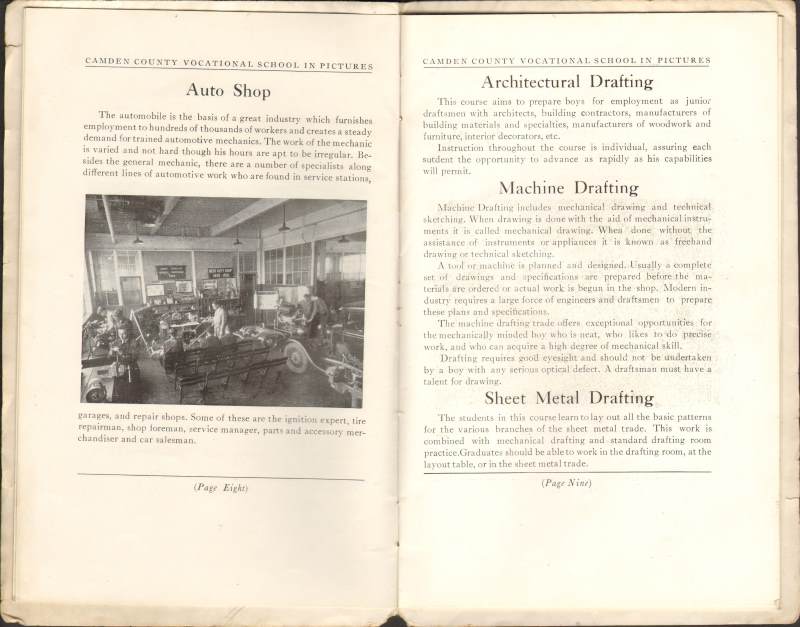 CAMDEN COUNTY VOCATIONAL SCHOOL IN PICTURES
Auto Shop
The automobile is the basis of a great industry which furnishes
employment to hundreds of thousands of workers and creates a steady
demand for trained automotive mechanics. The work of the mechanic
is varied and not hard though his hours are apt to be irregular. Be-
sides the general mechanic, there are a number of specialists along
different lines of automotive work who are found in service stations,
garages, and repair shops. Some of these are the ignition expert, tire
repairman, shop foreman, service manager, parts and accessory mer-
chandiser and car salesman.
(Page Eight)
CAMDEN COUNTY VOCATIONAL SCHOOL IN PICTURES
Architectural Drafting
This course aims to prepare boys for employment as junior
draftsmen with architects, building contractors, manufacturers of
building materials and specialties, manufacturers of woodwork and
furniture, interior decorators, etc.
Instruction throughout the course is individual, assuring each
sutdent the opportunity to advance as rapidly as his capabilities
will permit.
Machine Drafting
Machine Drafting includes mechanical drawing and technical
sketching. When drawing is done with the aid of mechanical instru-
ments it is called mechanical drawing. When done without the
assistance of instruments or appliances it is known as freehand
drawing or technical sketching.
A tool or machine is planned and designed. Usually a complete
set of drawings and specifications are prepared before the ma-
terials are ordered or actual work is begun in the shop. Modern in-
dustry requires a large force of engineers and draftsmen to prepare
these plans and specifications.
The machine drafting trade offers exceptional opportunities for
the mechanically minded boy who is neat, who likes to do precise
work, and who can acquire a high degree of mechanical skill.
Drafting requires good eyesight and should not be undertaken
by a boy with any serious optical defect. A draftsman must have a
talent for drawing.
Sheet Metal Drafting
The students in this course learn to lay out all the basic patterns
for the various branches of the sheet metal trade. This work is
combined with mechanical drafting and standard drafting room
practice.Graduates should be able to work in the drafting room, at the
layout table, or in the sheet metal trade.
(Page Nine)